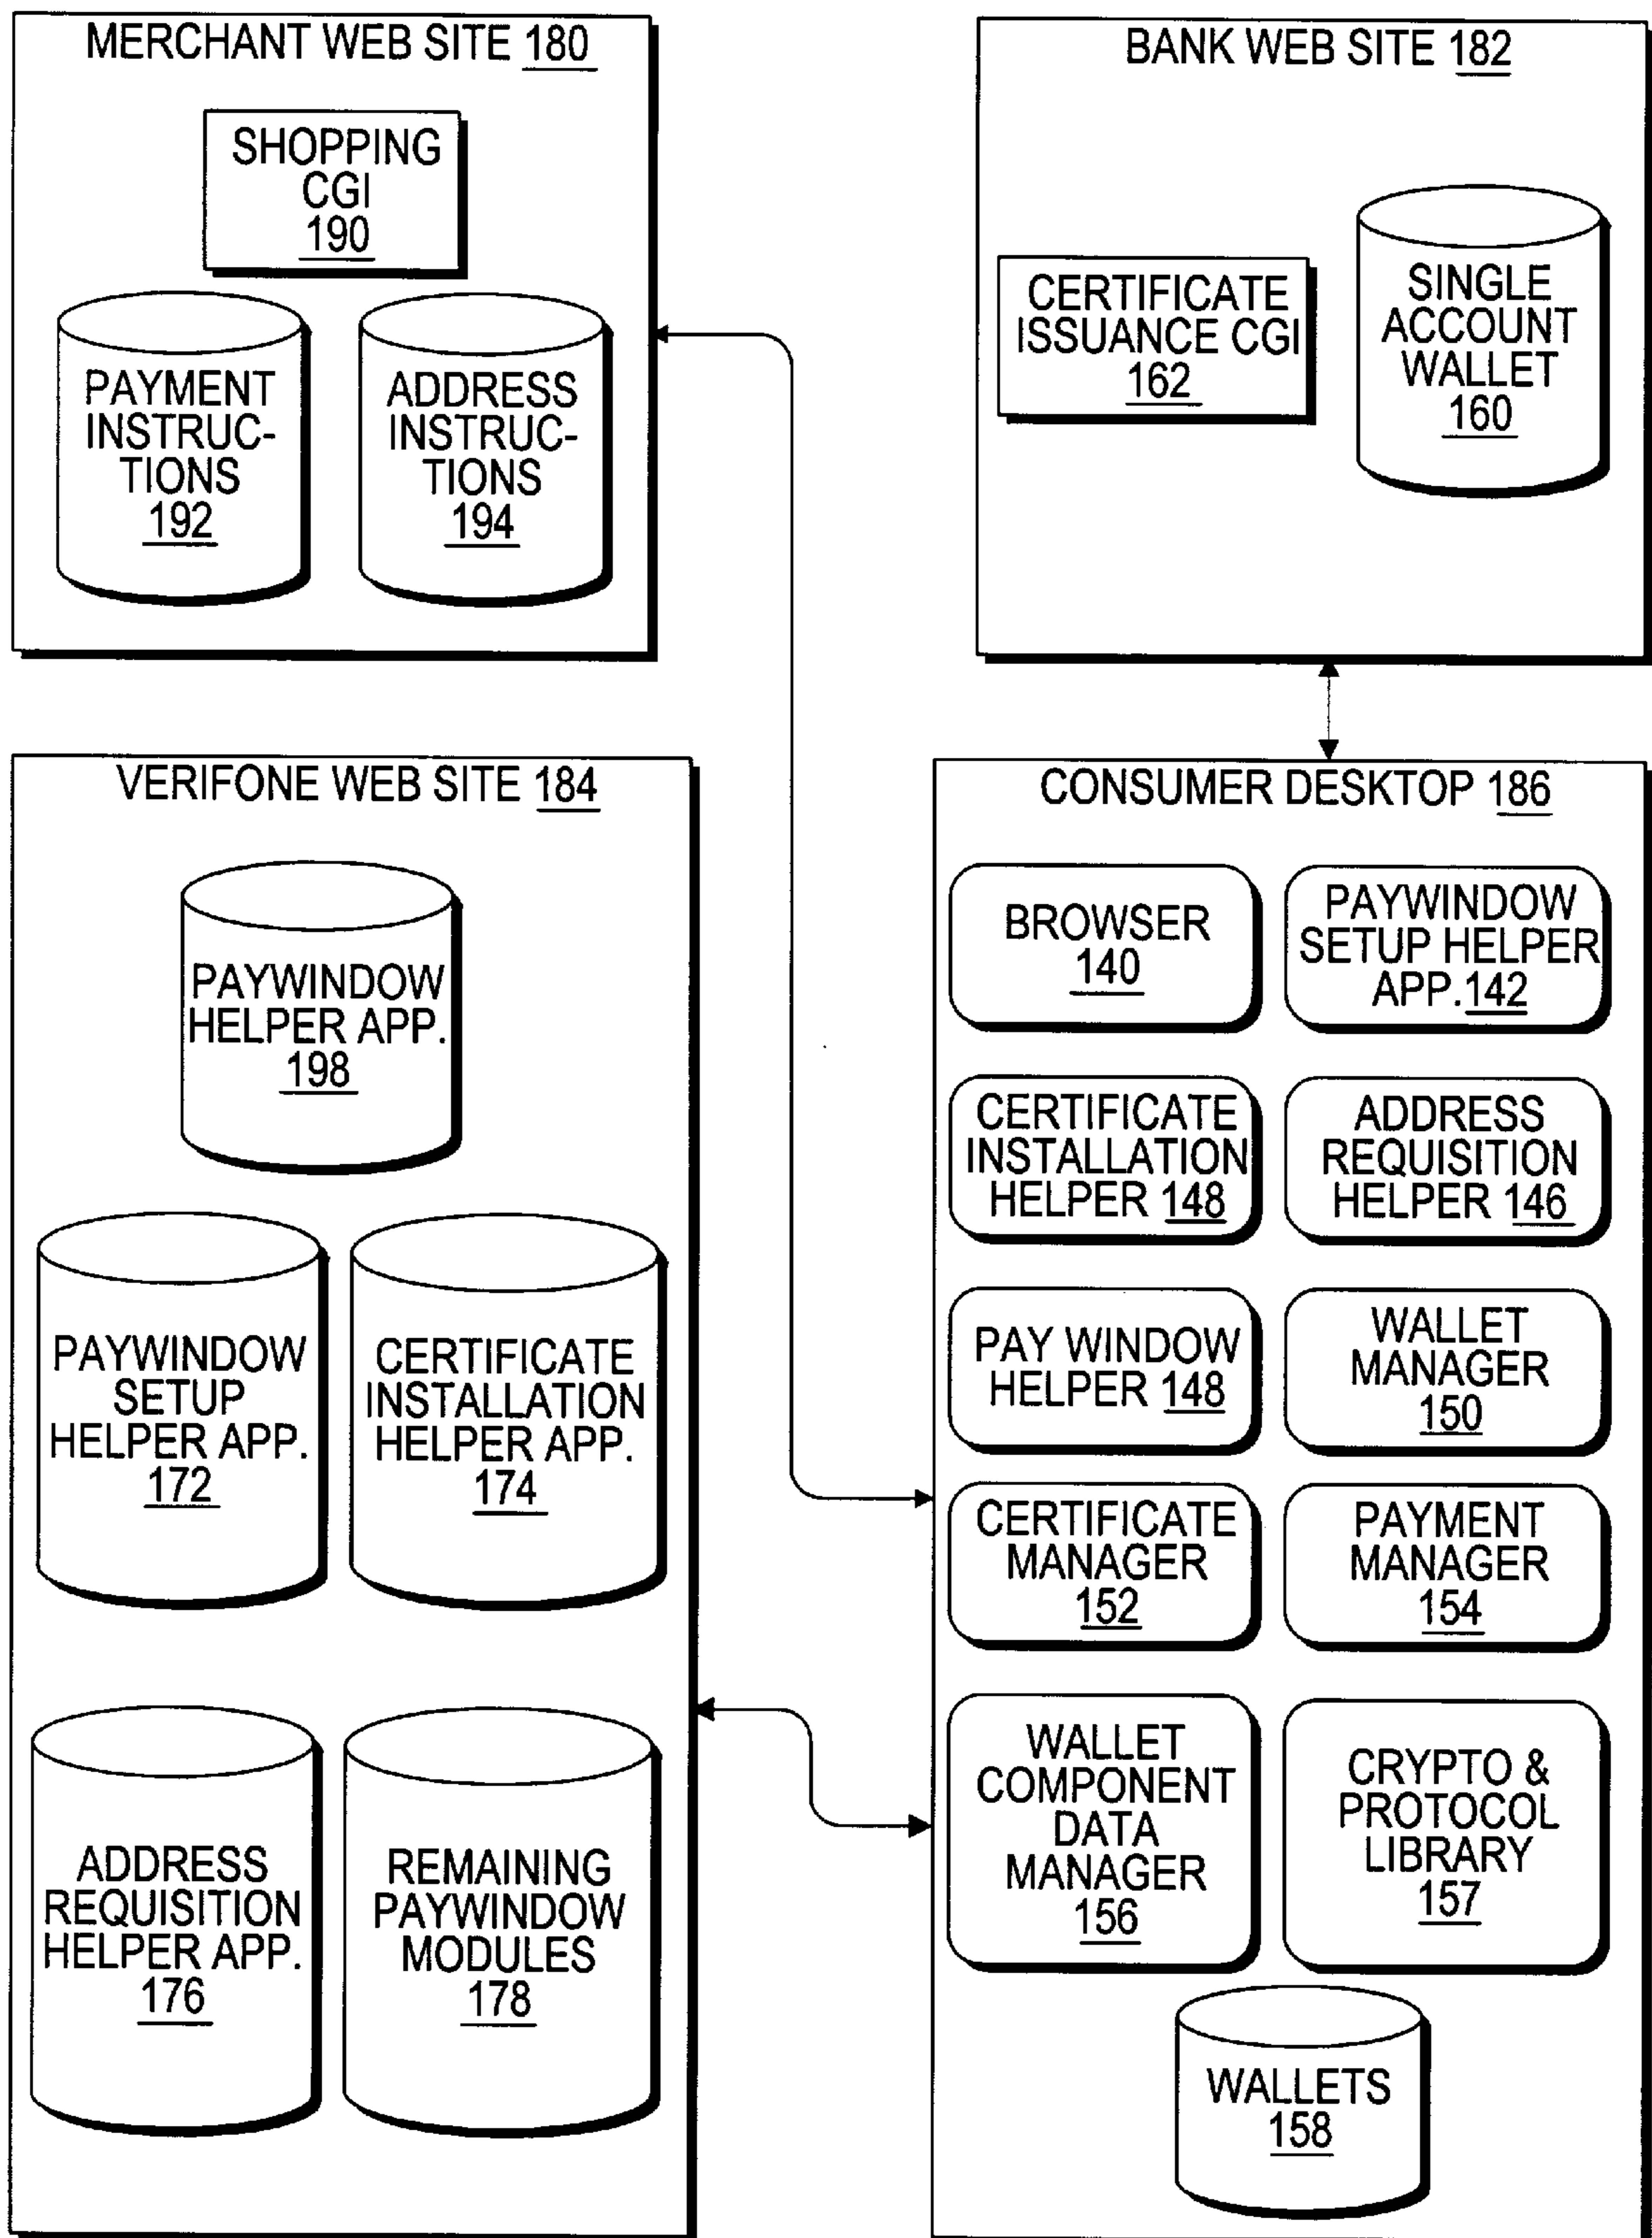 MERCHANT WEB SITE 180
SHOPPING
CGI
190
PAYMENT
INSTRUC-
TIONS
192
ADDRESS
INSTRUC-
TIONS
194
BANK WEB SITE 182
CERTIFICATE
ISSUANCE CGI
162
SINGLE
ACCOUNT
WALLET
160
VERIFONE WEB SITE 184
PAYWINDOW
HELPER APP.
198
PAYWINDOW
SETUP
HELPER APP.
172
CERTIFICATE
INSTALLATION
HELPER APP.
174
ADDRESS
REQUISITION
HELPER APP.
176
REMAINING
PAYWINDOW
MODULES
178
CONSUMER DESKTOP 186
BROWSER
140
PAYWINDOW
SETUP HELPER
APP.142
CERTIFICATE
INSTALLATION
HELPER 148
ADDRESS
REQUISITION
HELPER 146
PAY WINDOW
HELPER 148
WALLET
MANAGER
150
CERTIFICATE
MANAGER
152
PAYMENT
MANAGER
154
WALLET
COMPONENT
DATA
MANAGER
156
CRYPTO &
PROTOCOL
LIBRARY
157
WALLETS
158